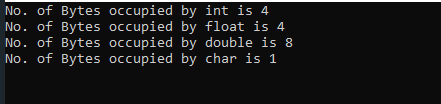 No. of Bytes occupied by int is 4
No. of Bytes occupied by float is 4
No. of Bytes occupied by double is 8
No. of Bytes occupied by char is 1